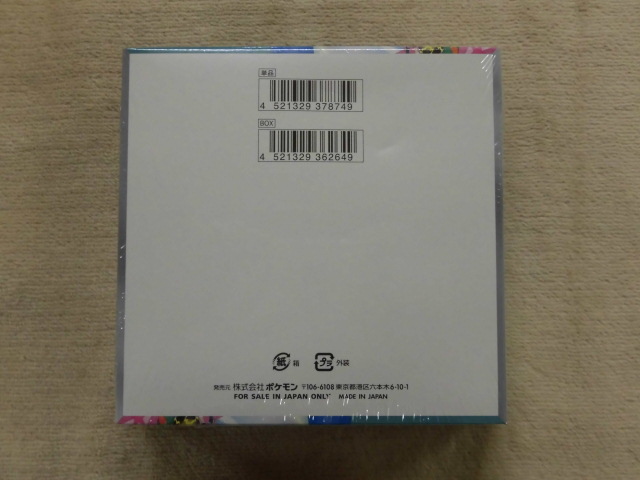 単品
4 521329 378749
BOX
4 521329 362649
紙 箱 プラ 外装
発売元 株式会社ポケモン 〒106-6108 東京都港区六本木6-10-1
FOR SALE IN JAPAN ONLY MADE IN JAPAN